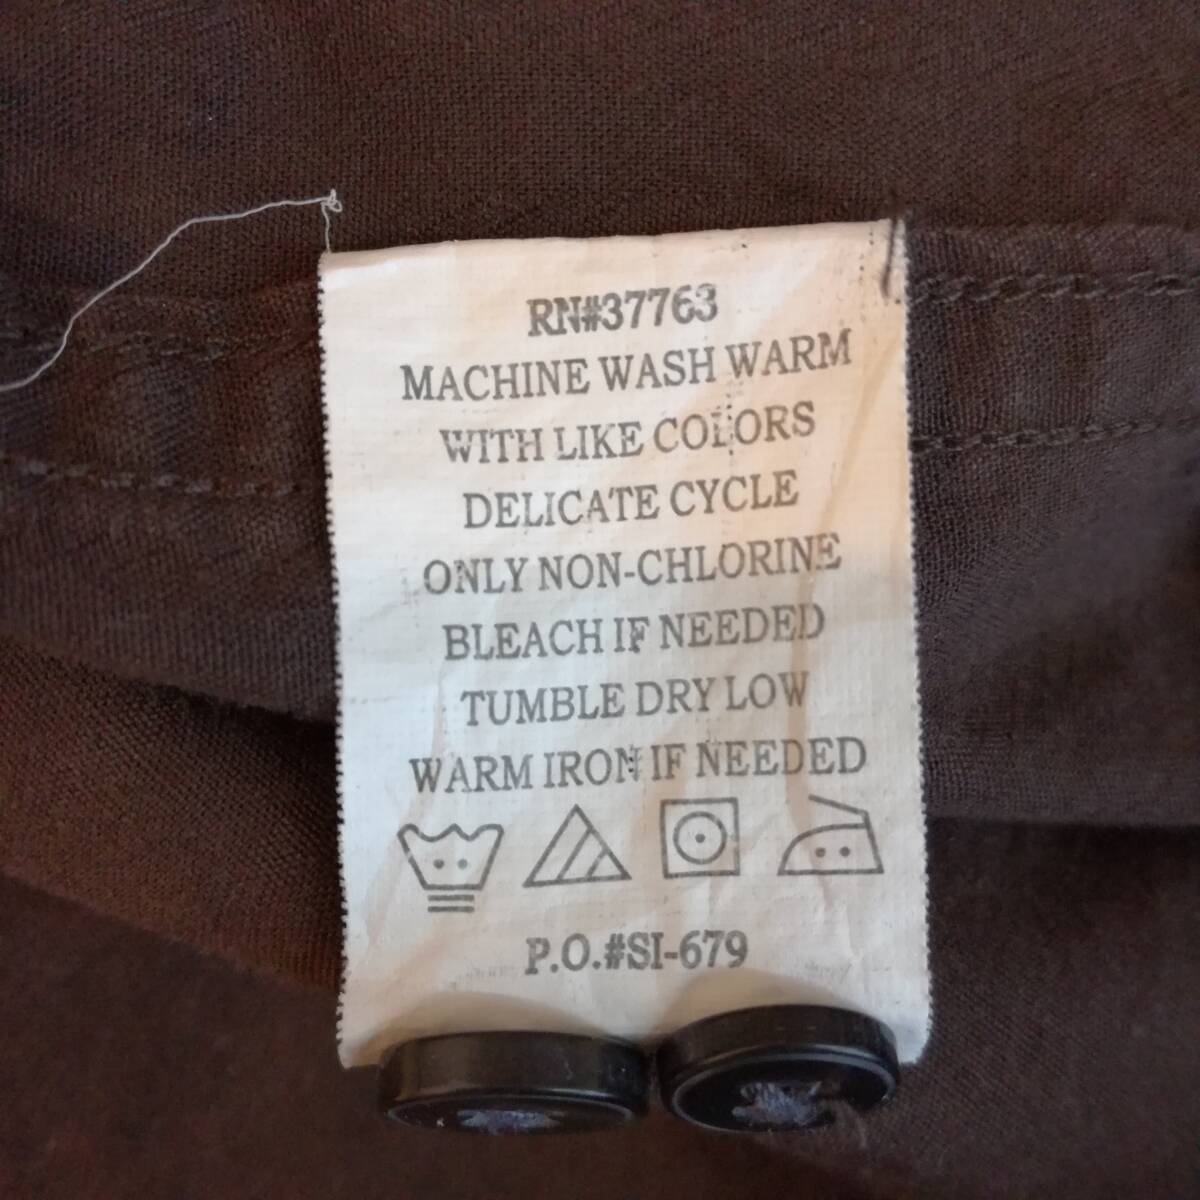 RN#37763
MACHINE WASH WARM
WITH LIKE COLORS
DELICATE CYCLE
ONLY NON-CHLORINE
BLEACH IF NEEDED
TUMBLE DRY LOW
WARM IRON IF NEEDED
P.O.#SI-679